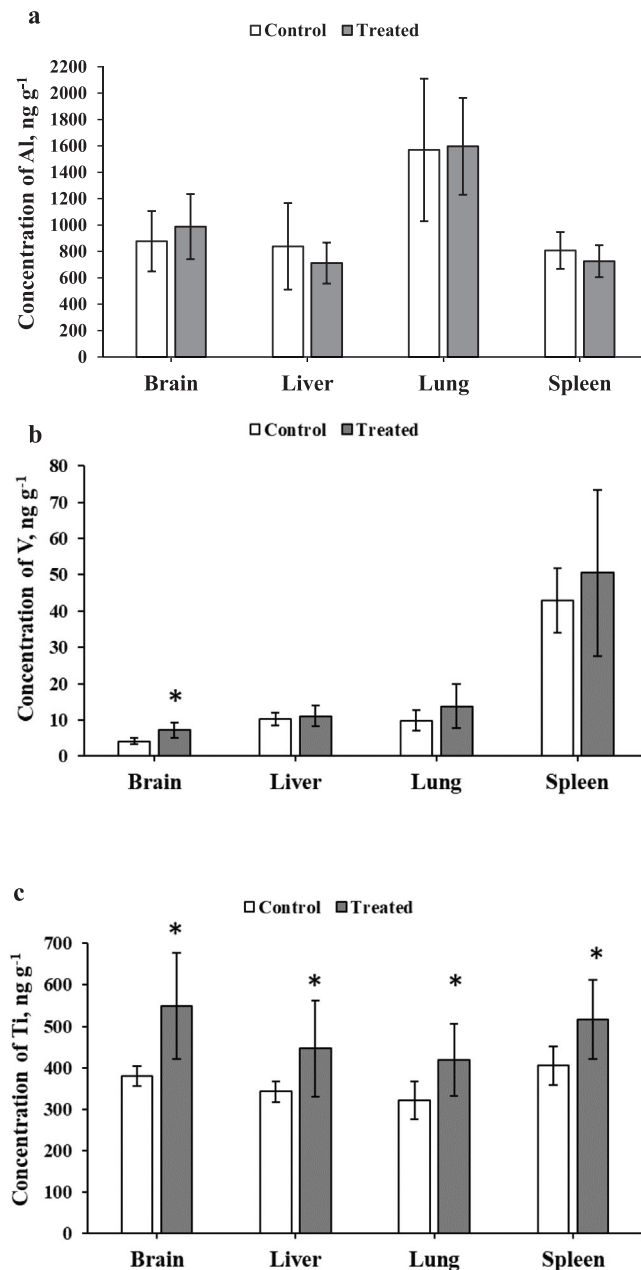 a
Control Treated
Concentration of Al, ng g⁻¹
2200
2000
1800
1600
1400
1200
1000
800
600
400
200
0
Brain Liver Lung Spleen
b
Control Treated
Concentration of V, ng g⁻¹
80
70
60
50
40
30
20
10
0
*
Brain Liver Lung Spleen
c
Control Treated
Concentration of Ti, ng g⁻¹
700
600
500
400
300
200
100
0
* * * *
Brain Liver Lung Spleen